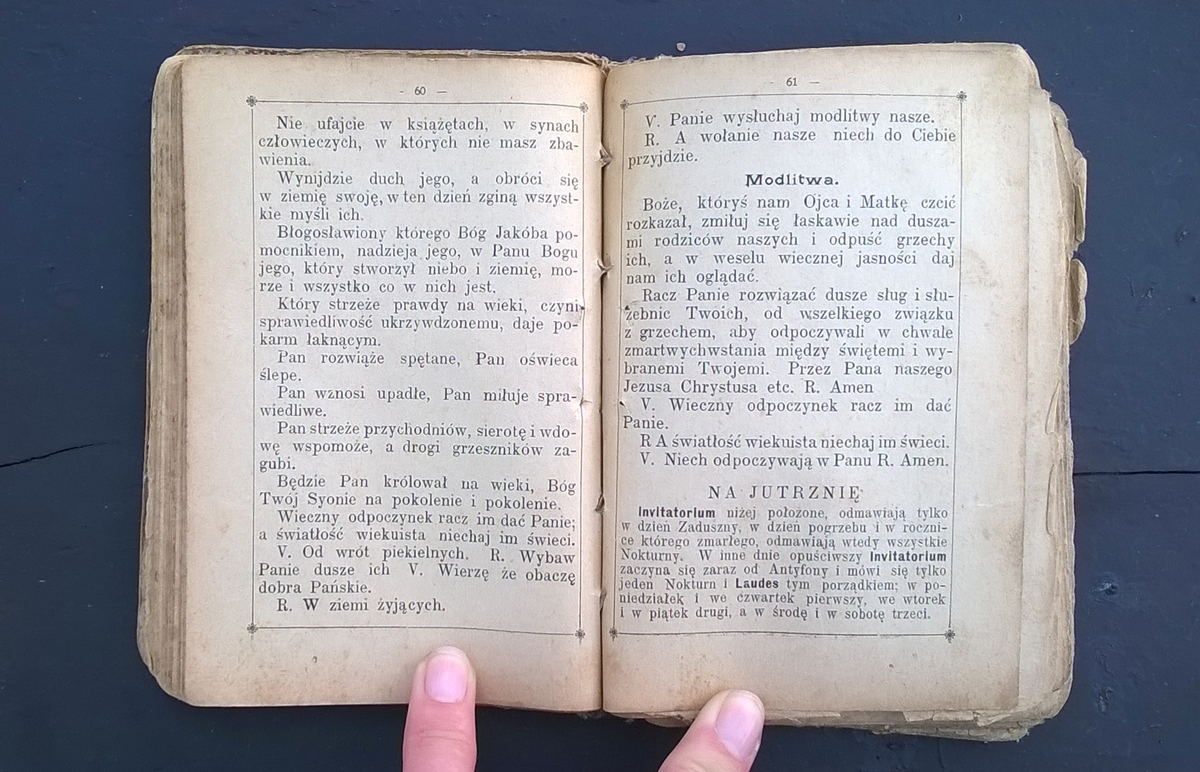 - 60 —
Nie ufajcie w książętach, w synach
człowieczych, w których nie masz zba-
wienia.
Wynijdzie duch jego, a obróci się
w ziemię swoję, w ten dzień zginą wszyst-
kie myśli ich.
Błogosławiony którego Bóg Jakóba po-
mocnikiem, nadzieja jego, w Panu Bogu
jego, który stworzył niebo i ziemię, mo-
rze i wszystko co w nich jest.
Który strzeże prawdy na wieki, czyni
sprawiedliwość ukrzywdzonemu, daje po-
karm łaknącym.
Pan rozwiąże spętane, Pan oświeca
ślepe.
Pan wznosi upadłe, Pan miłuje spra-
wiedliwe.
Pan strzeże przychodniów, sierotę i wdo-
wę wspomoże, a drogi grzeszników za-
gubi.
Będzie Pan królował na wieki, Bóg
Twój Syonie na pokolenie i pokolenie.
Wieczny odpoczynek racz im dać Panie;
a światłość wiekuista niechaj im świeci.
V. Od wrót piekielnych. R. Wybaw
Panie dusze ich V. Wierzę że obaczę
dobra Pańskie.
R. W ziemi żyjących.
- 61 —
V. Panie wysłuchaj modlitwy nasze.
R. A wołanie nasze niech do Ciebie
przyjdzie.
Modlitwa.
Boże, któryś nam Ojca i Matkę czcić
rozkazał, zmiłuj się łaskawie nad dusza-
mi rodziców naszych i odpuść grzechy
ich, a w weselu wiecznej jasności daj
nam ich oglądać.
Racz Panie rozwiązać dusze sług i słu-
żebnic Twoich, od wszelkiego związku
z grzechem, aby odpoczywali w chwale
zmartwychwstania między świętemi i wy-
branemi Twojemi. Przez Pana naszego
Jezusa Chrystusa etc. R. Amen
V. Wieczny odpoczynek racz im dać
Panie.
R A światłość wiekuista niechaj im świeci.
V. Niech odpoczywają w Panu R. Amen.
NA JUTRZNIĘ
Invitatorium niżej położone, odmawiają tylko
w dzień Zaduszny, w dzień pogrzebu i w roczni-
ce którego zmarłego, odmawiają wtedy wszystkie
Nokturny. W inne dnie opuściwszy Invitatorium
zaczyna się zaraz od Antyfony i mówi się tylko
jeden Nokturn i Laudes tym porządkiem; w po-
niedziałek i we czwartek pierwszy, we wtorek
i w piątek drugi, a w środę i w sobotę trzeci.